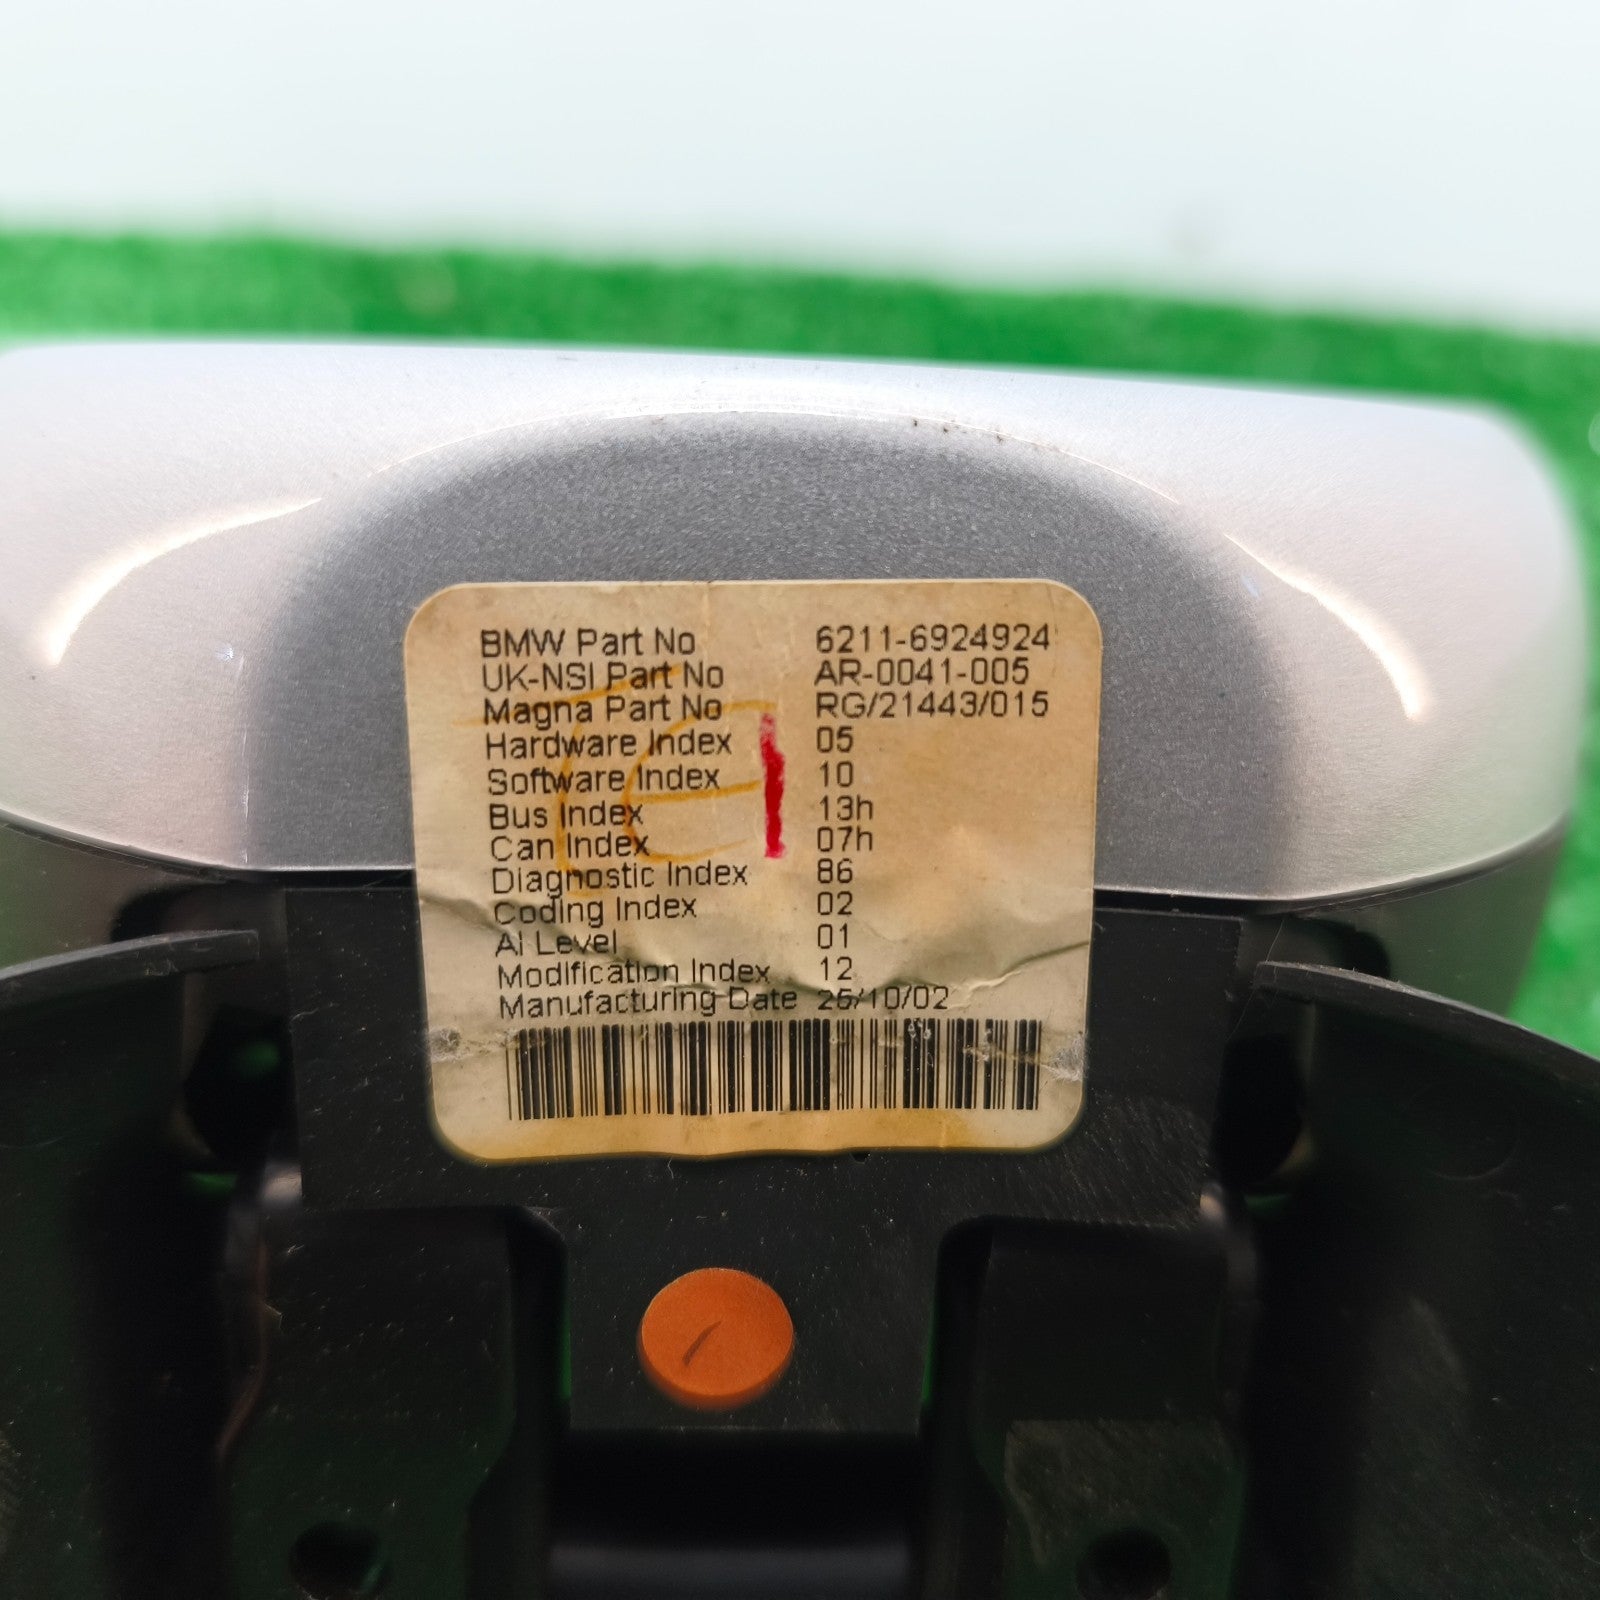 BMW Part No 6211-6924924
UK-NSI Part No AR-0041-005
Magna Part No RG/21443/015
Hardware Index 05
Software Index 10
Bus Index 13h
Can Index 07h
Diagnostic Index 86
Coding Index 02
Ai Level 01
Modification Index 12
Manufacturing Date 25/10/02